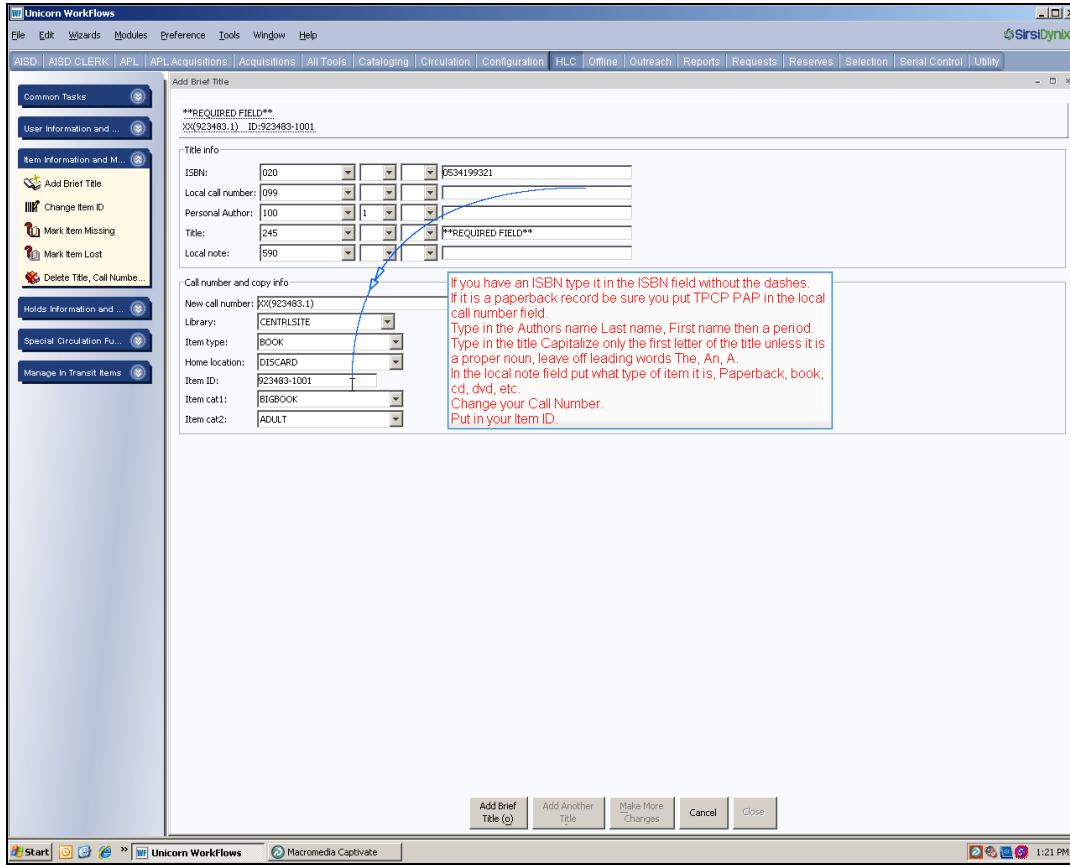 Unicorn WorkFlows
File Edit Wizards Modules Preference Tools Window Help
SirsiDynix
AISD AISD CLERK APL APL Acquisitions Acquisitions All Tools Cataloging Circulation Configuration HLC Offline Outreach Reports Requests Reserves Selection Serial Control Utility
Common Tasks
User Information and ...
Item Information and M...
Add Brief Title
Change Item ID
Mark Item Missing
Mark Item Lost
Delete Title, Call Numbe...
Holds Information and ...
Special Circulation Fu...
Manage In Transit Items
Add Brief Title
**REQUIRED FIELD**
XX(923483.1) ID:923483-1001
Title info
ISBN: 020 0534199321
Local call number: 099
Personal Author: 100 1
Title: 245 **REQUIRED FIELD**
Local note: 590
Call number and copy info
New call number: XX(923483.1)
Library: CENTRLSITE
Item type: BOOK
Home location: DISCARD
Item ID: 923483-1001
Item cat1: BIGBOOK
Item cat2: ADULT
If you have an ISBN type it in the ISBN field without the dashes.
If it is a paperback record be sure you put TPCP PAP in the local
call number field.
Type in the Authors name Last name, First name then a period.
Type in the title Capitalize only the first letter of the title unless it is
a proper noun, leave off leading words The, An, A.
In the local note field put what type of item it is, Paperback, book,
cd, dvd, etc.
Change your Call Number.
Put in your Item ID.
Add Brief
Title (o)
Add Another
Title
Make More
Changes
Cancel
Close
Start » Unicorn WorkFlows Macromedia Captivate 1:21 PM